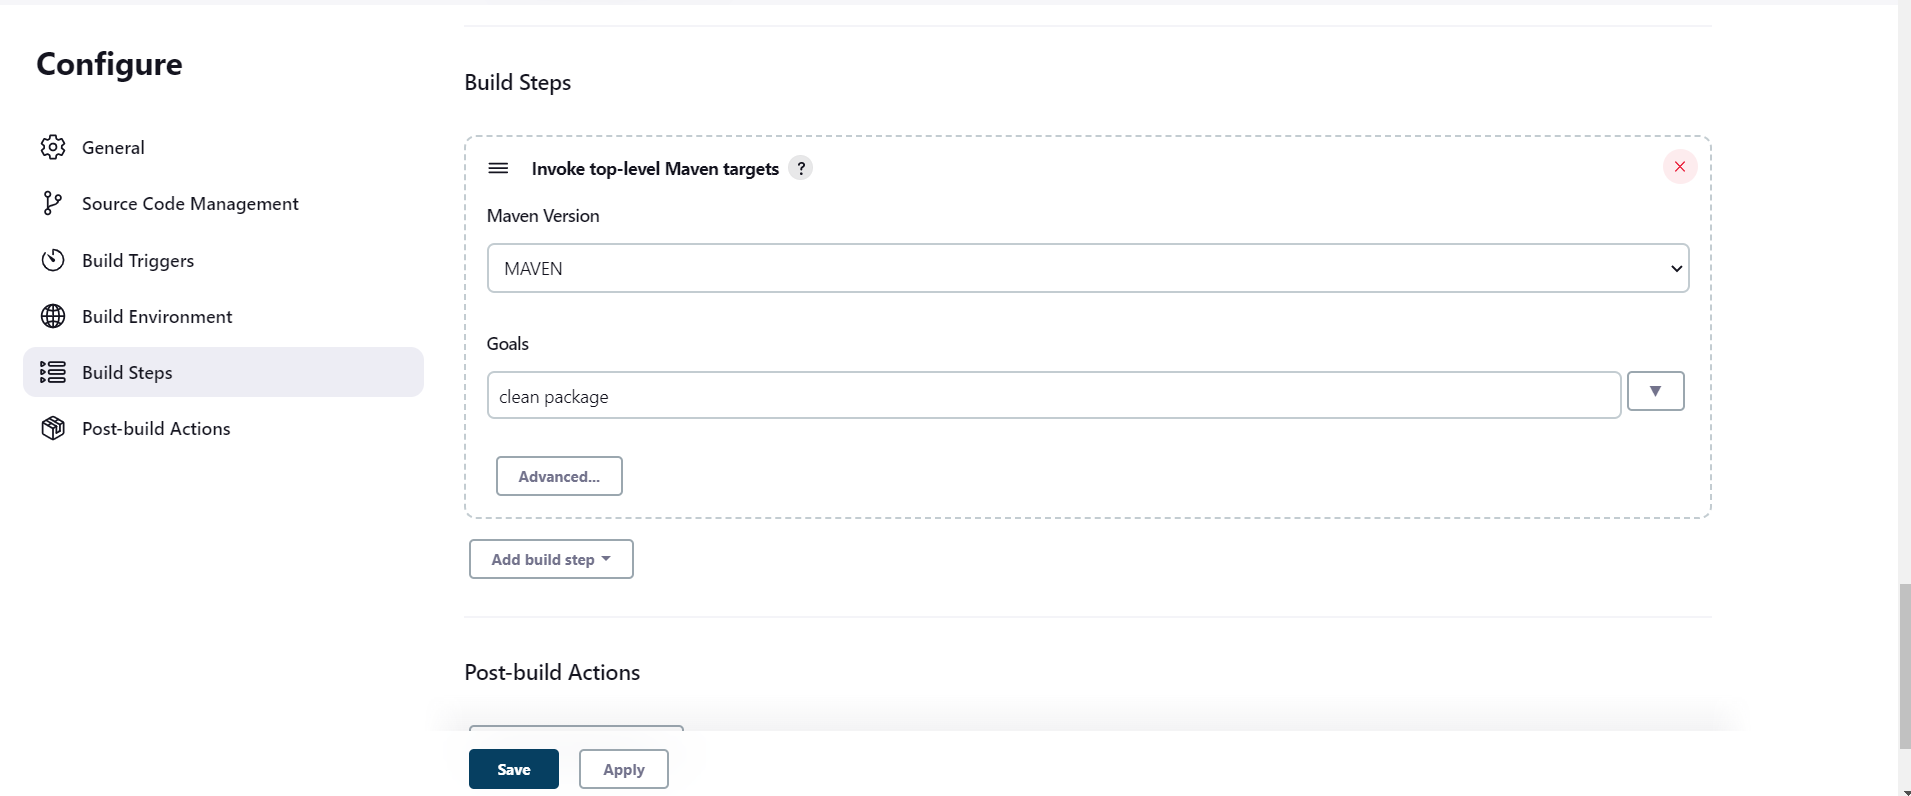 Configure
General
Source Code Management
Build Triggers
Build Environment
Build Steps
Post-build Actions
Build Steps
Invoke top-level Maven targets ?
Maven Version
MAVEN
Goals
clean package
Advanced...
Add build step
Post-build Actions
Save
Apply